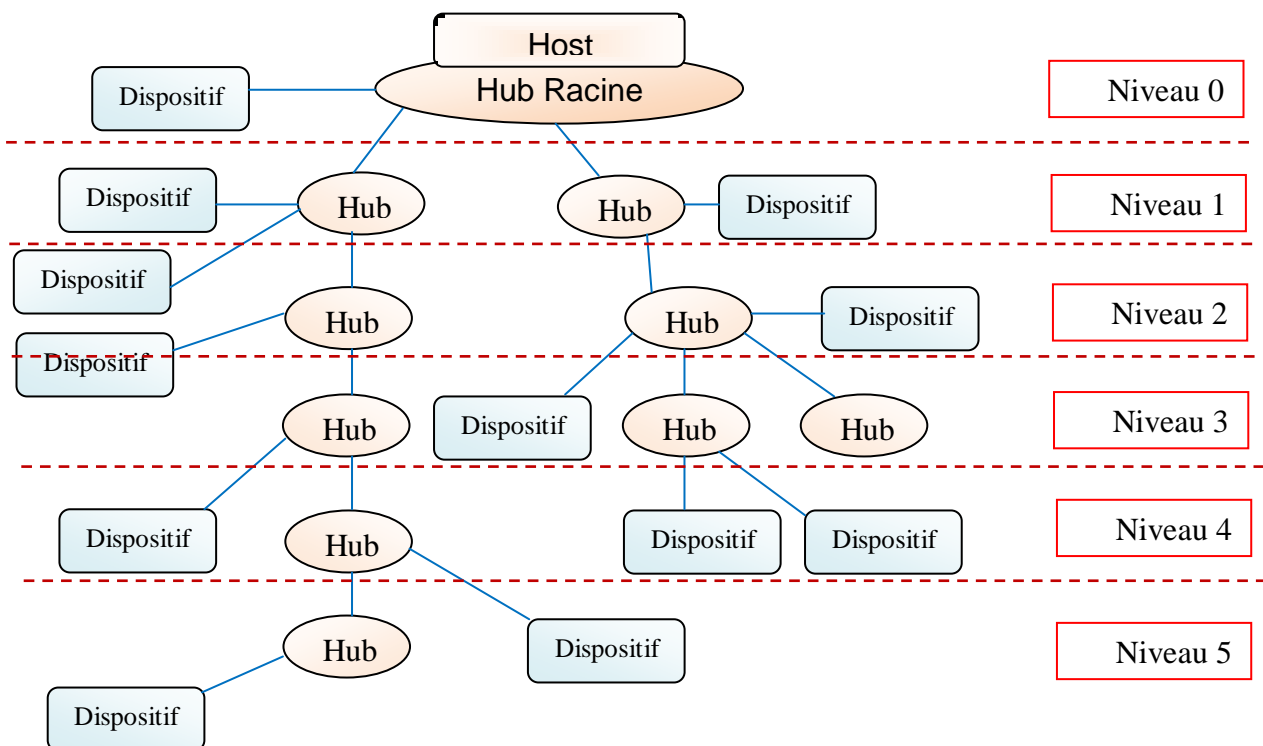 Host
Dispositif
Hub Racine
Niveau 0
Dispositif
Hub
Hub
Dispositif
Niveau 1
Dispositif
Hub
Hub
Dispositif
Niveau 2
Dispositif
Hub
Dispositif
Hub
Hub
Niveau 3
Dispositif
Hub
Dispositif
Dispositif
Niveau 4
Hub
Dispositif
Niveau 5
Dispositif